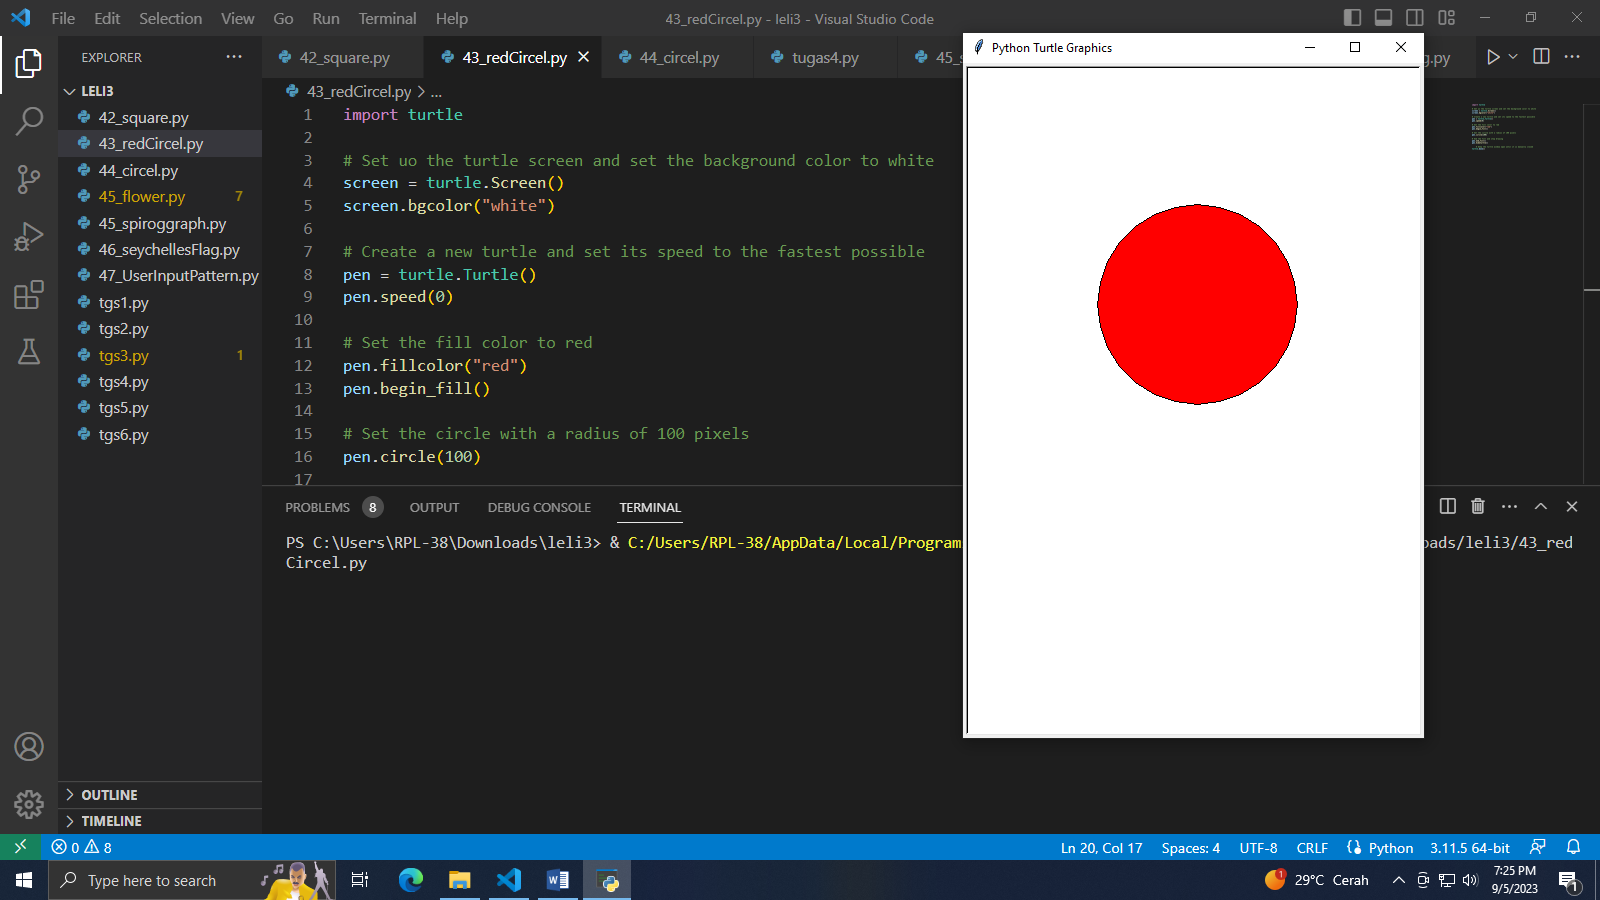 File Edit Selection View Go Run Terminal Help
43_redCircel.py - leli3 - Visual Studio Code
EXPLORER
42_square.py
43_redCircel.py
44_circel.py
tugas4.py
LELI3
42_square.py
43_redCircel.py
44_circel.py
45_flower.py 7
45_spiroggraph.py
46_seychellesFlag.py
47_UserInputPattern.py
tgs1.py
tgs2.py
tgs3.py 1
tgs4.py
tgs5.py
tgs6.py
OUTLINE
TIMELINE
43_redCircel.py > ...
1 import turtle
2
3 # Set uo the turtle screen and set the background color to white
4 screen = turtle.Screen()
5 screen.bgcolor("white")
6
7 # Create a new turtle and set its speed to the fastest possible
8 pen = turtle.Turtle()
9 pen.speed(0)
10
11 # Set the fill color to red
12 pen.fillcolor("red")
13 pen.begin_fill()
14
15 # Set the circle with a radius of 100 pixels
16 pen.circle(100)
17
Python Turtle Graphics
PROBLEMS 8 OUTPUT DEBUG CONSOLE TERMINAL
PS C:\Users\RPL-38\Downloads\leli3> & C:/Users/RPL-38/AppData/Local/Program
ads/leli3/43_red
Circel.py
0 8
Ln 20, Col 17 Spaces: 4 UTF-8 CRLF Python 3.11.5 64-bit
Type here to search
1
29°C Cerah
7:25 PM
9/5/2023
1